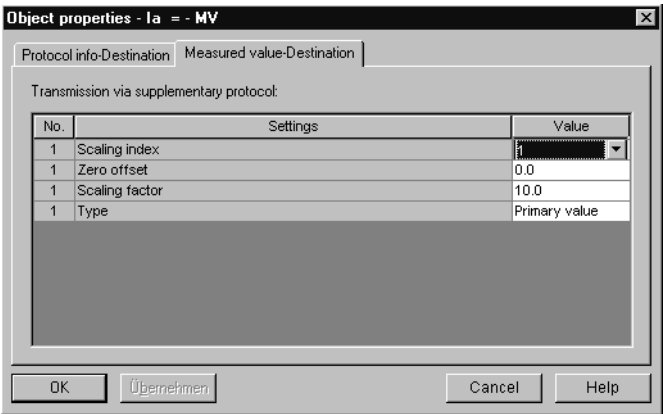 Object properties - Ia = - MV
Protocol info-Destination Measured value-Destination
Transmission via supplementary protocol:
No. Settings Value
1 Scaling index 1
1 Zero offset 0.0
1 Scaling factor 10.0
1 Type Primary value
OK Übernehmen Cancel Help